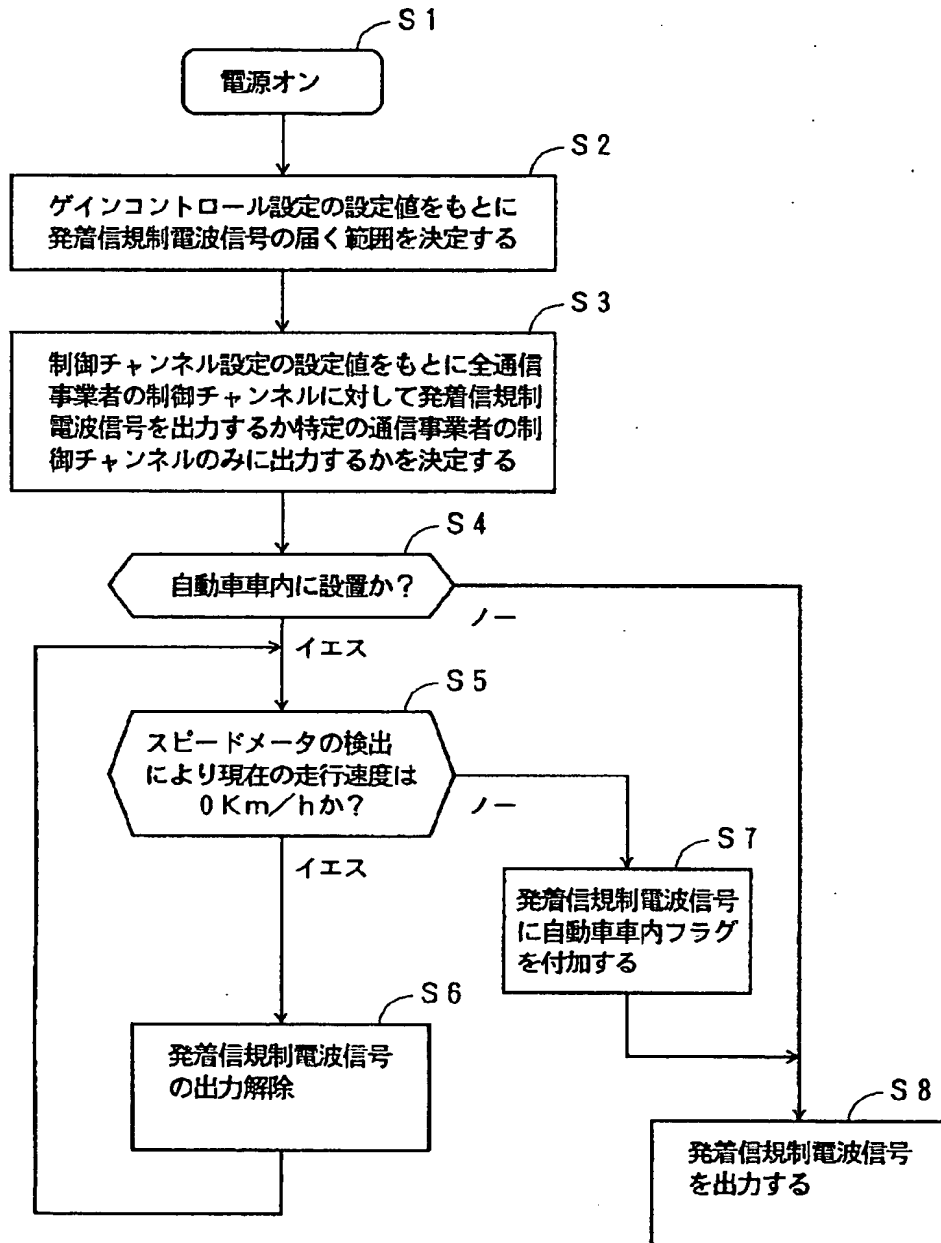 S1
電源オン
S2
ゲインコントロール設定の設定値をもとに
発着信規制電波信号の届く範囲を決定する
S3
制御チャンネル設定の設定値をもとに全通信
事業者の制御チャンネルに対して発着信規制
電波信号を出力するか特定の通信事業者の制
御チャンネルのみに出力するかを決定する
S4
自動車車内に設置か？
ノー
イエス
S5
スピードメータの検出
により現在の走行速度は
0Km／hか？
ノー
イエス
S7
発着信規制電波信号
に自動車車内フラグ
を付加する
S6
発着信規制電波信号
の出力解除
S8
発着信規制電波信号
を出力する